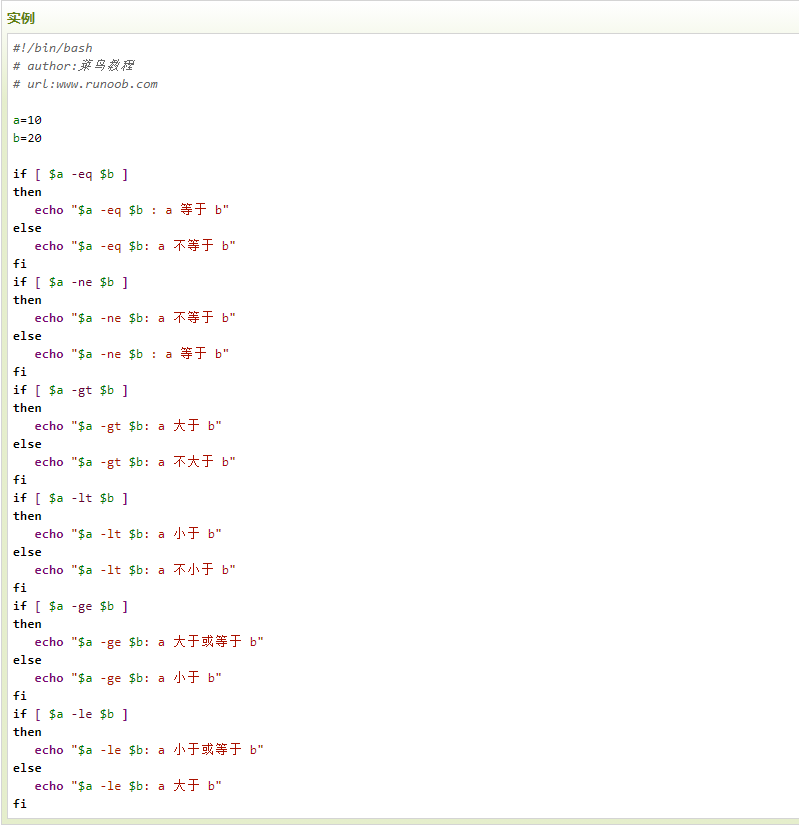 实例
#!/bin/bash
# author:菜鸟教程
# url:www.runoob.com

a=10
b=20

if [ $a -eq $b ]
then
   echo "$a -eq $b : a 等于 b"
else
   echo "$a -eq $b: a 不等于 b"
fi
if [ $a -ne $b ]
then
   echo "$a -ne $b: a 不等于 b"
else
   echo "$a -ne $b : a 等于 b"
fi
if [ $a -gt $b ]
then
   echo "$a -gt $b: a 大于 b"
else
   echo "$a -gt $b: a 不大于 b"
fi
if [ $a -lt $b ]
then
   echo "$a -lt $b: a 小于 b"
else
   echo "$a -lt $b: a 不小于 b"
fi
if [ $a -ge $b ]
then
   echo "$a -ge $b: a 大于或等于 b"
else
   echo "$a -ge $b: a 小于 b"
fi
if [ $a -le $b ]
then
   echo "$a -le $b: a 小于或等于 b"
else
   echo "$a -le $b: a 大于 b"
fi